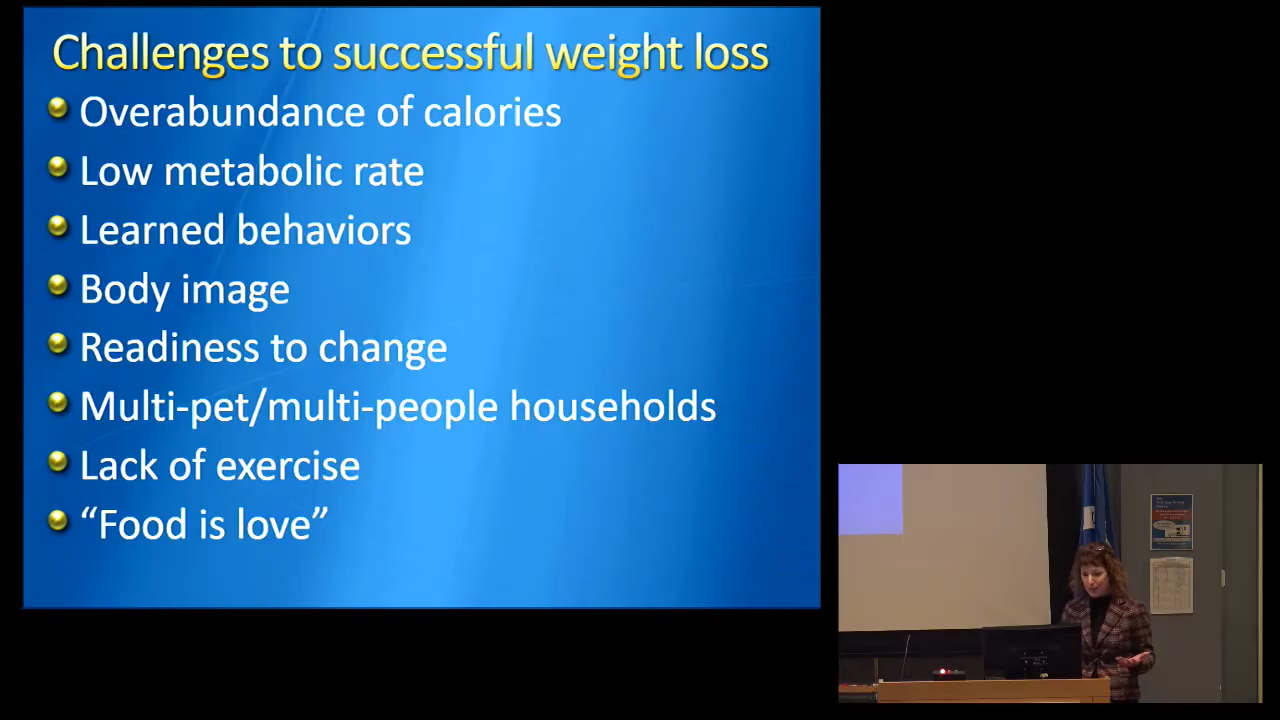 Challenges to successful weight loss
Overabundance of calories
Low metabolic rate
Learned behaviors
Body image
Readiness to change
Multi-pet/multi-people households
Lack of exercise
“Food is love”